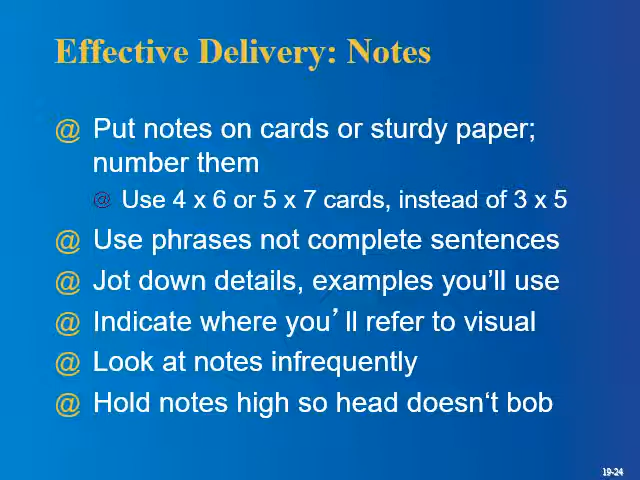 Effective Delivery: Notes
@ Put notes on cards or sturdy paper;
number them
@ Use 4 x 6 or 5 x 7 cards, instead of 3 x 5
@ Use phrases not complete sentences
@ Jot down details, examples you’ll use
@ Indicate where you’ll refer to visual
@ Look at notes infrequently
@ Hold notes high so head doesn‘t bob
19-24